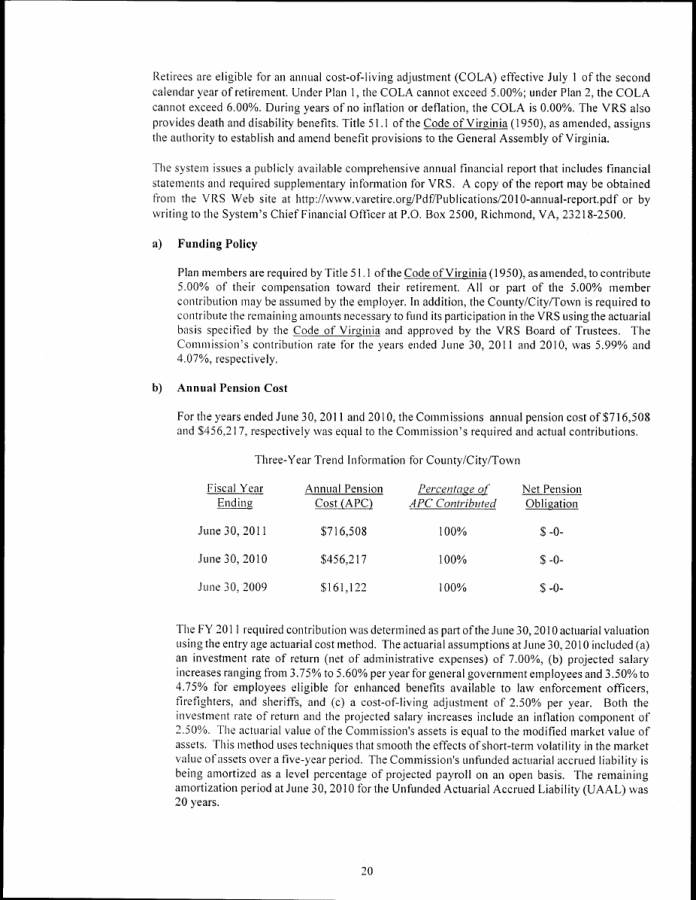 Retirees are eligible for an annual cost-of-living adjustment (COLA) effective July 1 of the second
calendar year of retirement. Under Plan 1, the COLA cannot exceed 5.00%; under Plan 2, the COLA
cannot exceed 6.00%. During years of no inflation or deflation, the COLA is 0.00%. The VRS also
provides death and disability benefits. Title 51.1 of the Code of Virginia (1950), as amended, assigns
the authority to establish and amend benefit provisions to the General Assembly of Virginia.
The system issues a publicly available comprehensive annual financial report that includes financial
statements and required supplementary information for VRS. A copy of the report may be obtained
from the VRS Web site at http://www.varetire.org/Pdf/Publications/2010-annual-report.pdf or by
writing to the System's Chief Financial Officer at P.O. Box 2500, Richmond, VA, 23218-2500.
a) Funding Policy
Plan members are required by Title 51.1 of the Code of Virginia (1950), as amended, to contribute
5.00% of their compensation toward their retirement. All or part of the 5.00% member
contribution may be assumed by the employer. In addition, the County/City/Town is required to
contribute the remaining amounts necessary to fund its participation in the VRS using the actuarial
basis specified by the Code of Virginia and approved by the VRS Board of Trustees. The
Commission's contribution rate for the years ended June 30, 2011 and 2010, was 5.99% and
4.07%, respectively.
b) Annual Pension Cost
For the years ended June 30, 2011 and 2010, the Commissions annual pension cost of $716,508
and $456,217, respectively was equal to the Commission's required and actual contributions.
Three-Year Trend Information for County/City/Town
Fiscal Year Annual Pension Percentage of Net Pension
Ending Cost (APC) APC Contributed Obligation
June 30, 2011 $716,508 100% $ -0-
June 30, 2010 $456,217 100% $ -0-
June 30, 2009 $161,122 100% $ -0-
The FY 2011 required contribution was determined as part of the June 30, 2010 actuarial valuation
using the entry age actuarial cost method. The actuarial assumptions at June 30, 2010 included (a)
an investment rate of return (net of administrative expenses) of 7.00%, (b) projected salary
increases ranging from 3.75% to 5.60% per year for general government employees and 3.50% to
4.75% for employees eligible for enhanced benefits available to law enforcement officers,
firefighters, and sheriffs, and (c) a cost-of-living adjustment of 2.50% per year. Both the
investment rate of return and the projected salary increases include an inflation component of
2.50%. The actuarial value of the Commission's assets is equal to the modified market value of
assets. This method uses techniques that smooth the effects of short-term volatility in the market
value of assets over a five-year period. The Commission's unfunded actuarial accrued liability is
being amortized as a level percentage of projected payroll on an open basis. The remaining
amortization period at June 30, 2010 for the Unfunded Actuarial Accrued Liability (UAAL) was
20 years.
20